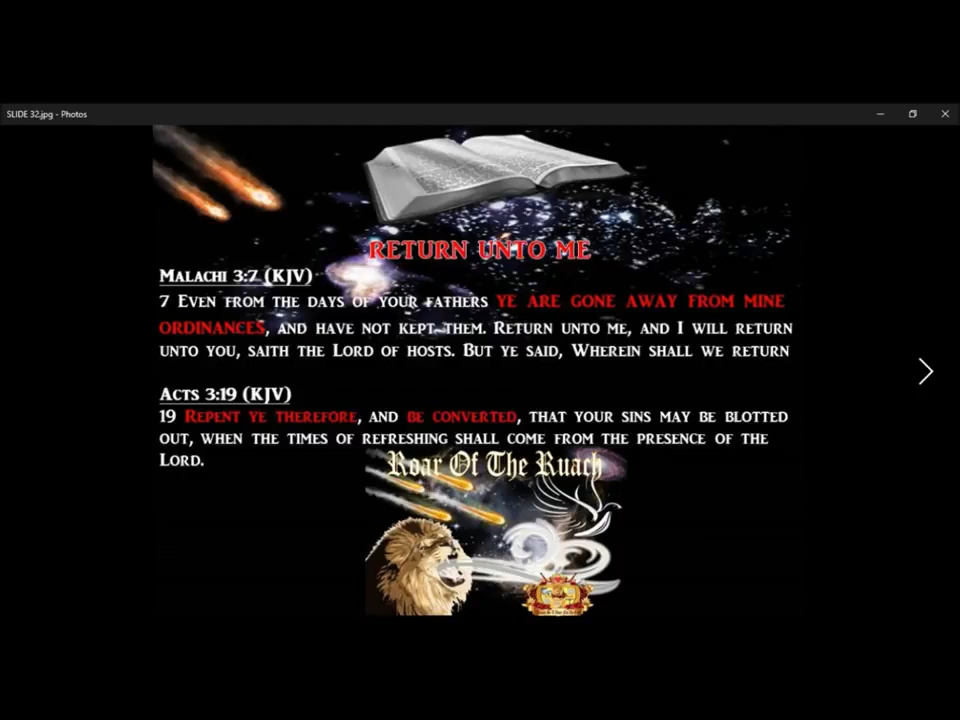 SLIDE 32.jpg - Photos
RETURN UNTO ME
MALACHI 3:7 (KJV)
7 EVEN FROM THE DAYS OF YOUR FATHERS YE ARE GONE AWAY FROM MINE
ORDINANCES, AND HAVE NOT KEPT THEM. RETURN UNTO ME, AND I WILL RETURN
UNTO YOU, SAITH THE LORD OF HOSTS. BUT YE SAID, WHEREIN SHALL WE RETURN
ACTS 3:19 (KJV)
19 REPENT YE THEREFORE, AND BE CONVERTED, THAT YOUR SINS MAY BE BLOTTED
OUT, WHEN THE TIMES OF REFRESHING SHALL COME FROM THE PRESENCE OF THE
LORD.
Roar Of The Ruach